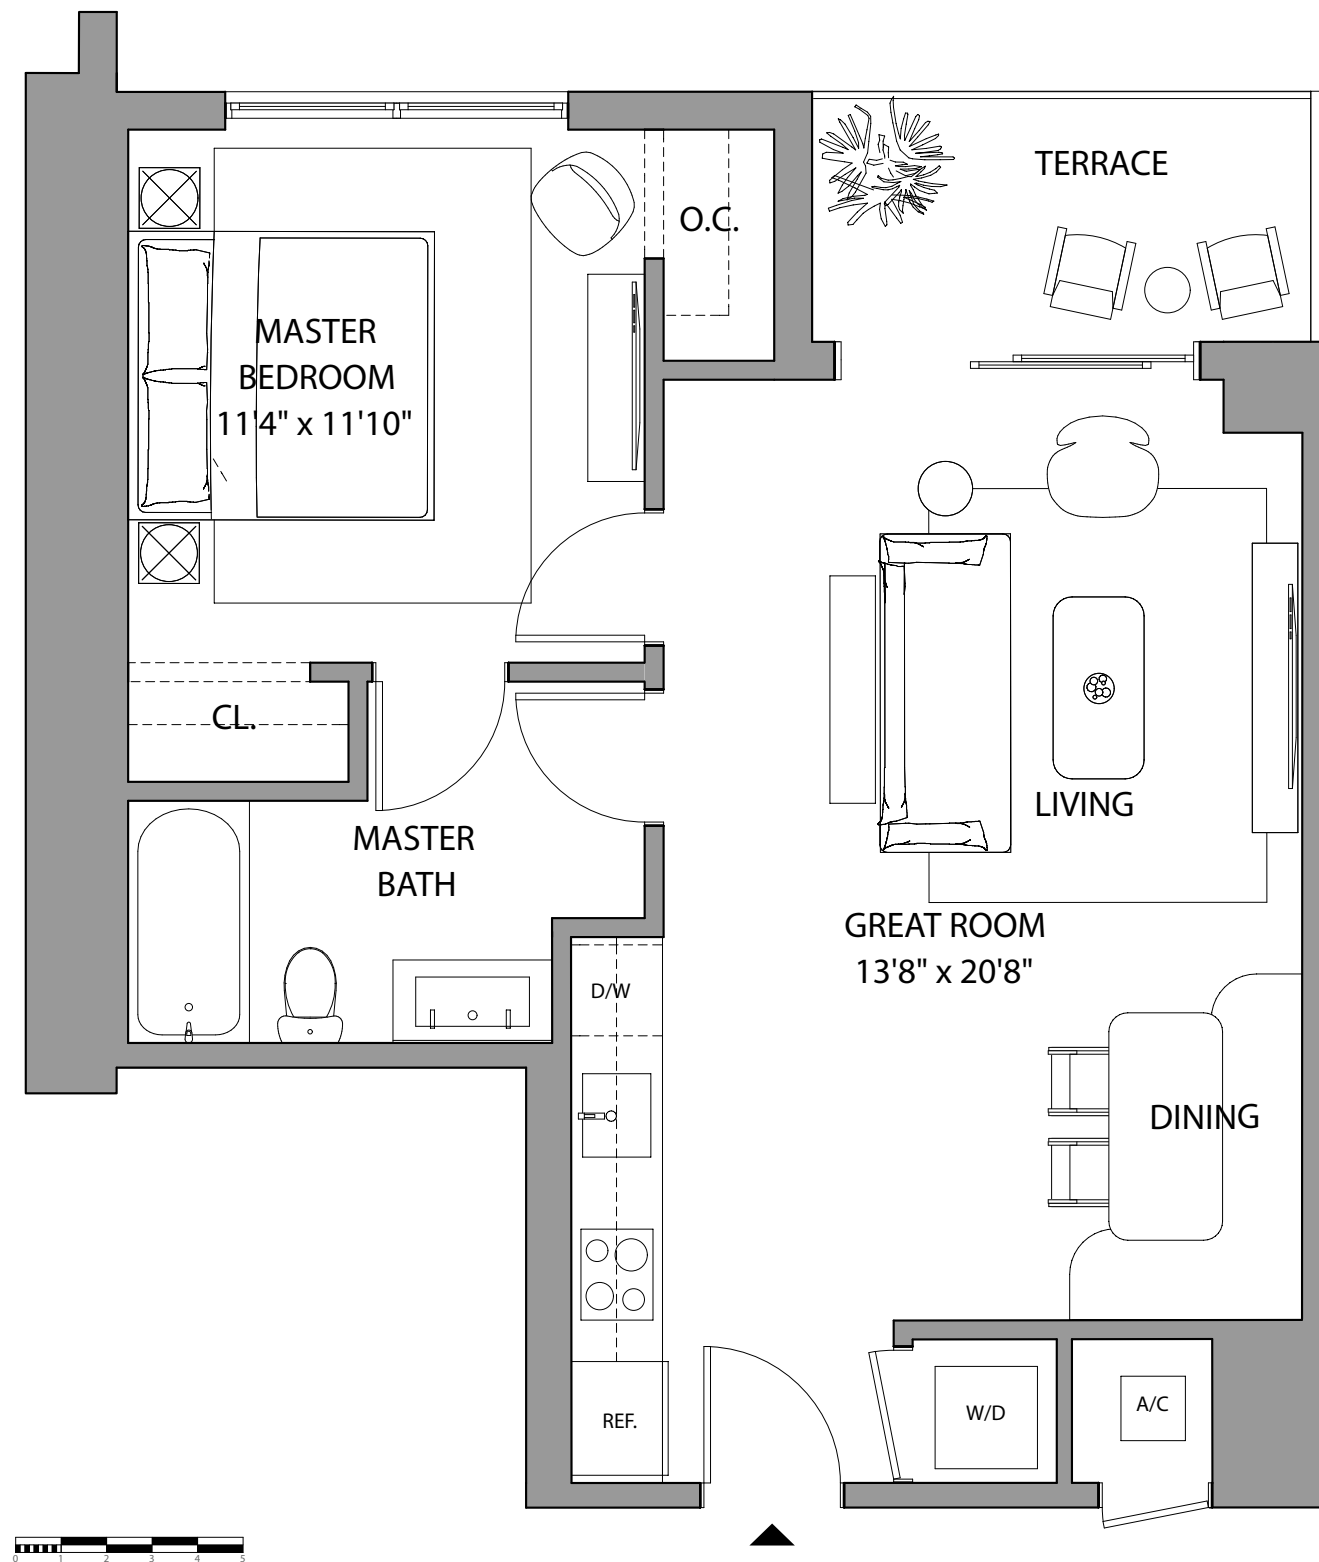 TERRACE
O.C.
MASTER
BEDROOM
11'4" x 11'10"
CL.
LIVING
MASTER
BATH
GREAT ROOM
13'8" x 20'8"
D/W
DINING
W/D
A/C
REF.
0 1 2 3 4 5